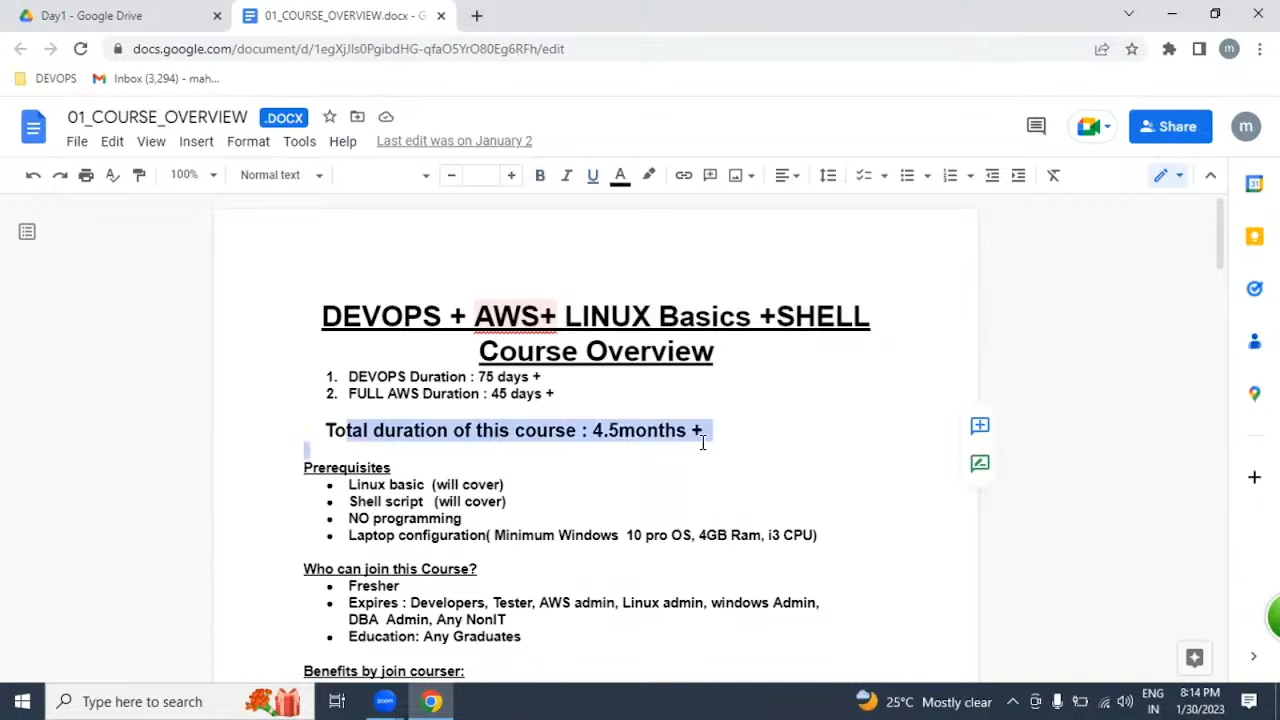 Day1 - Google Drive
01_COURSE_OVERVIEW.docx - G
docs.google.com/document/d/1egXjJIs0PgibdHG-qfaO5YrO80Eg6RFh/edit
m
DEVOPS
Inbox (3,294) - mah...
01_COURSE_OVERVIEW
.DOCX
File Edit View Insert Format Tools Help Last edit was on January 2
Share
m
100% Normal text
B I U A
DEVOPS + AWS+ LINUX Basics +SHELL
Course Overview
1. DEVOPS Duration : 75 days +
2. FULL AWS Duration : 45 days +
Total duration of this course : 4.5months +
Prerequisites
• Linux basic (will cover)
• Shell script (will cover)
• NO programming
• Laptop configuration( Minimum Windows 10 pro OS, 4GB Ram, i3 CPU)
Who can join this Course?
• Fresher
• Expires : Developers, Tester, AWS admin, Linux admin, windows Admin,
DBA Admin, Any NonIT
• Education: Any Graduates
Benefits by join courser:
Type here to search
zoom
25°C Mostly clear
ENG
IN
8:14 PM
1/30/2023